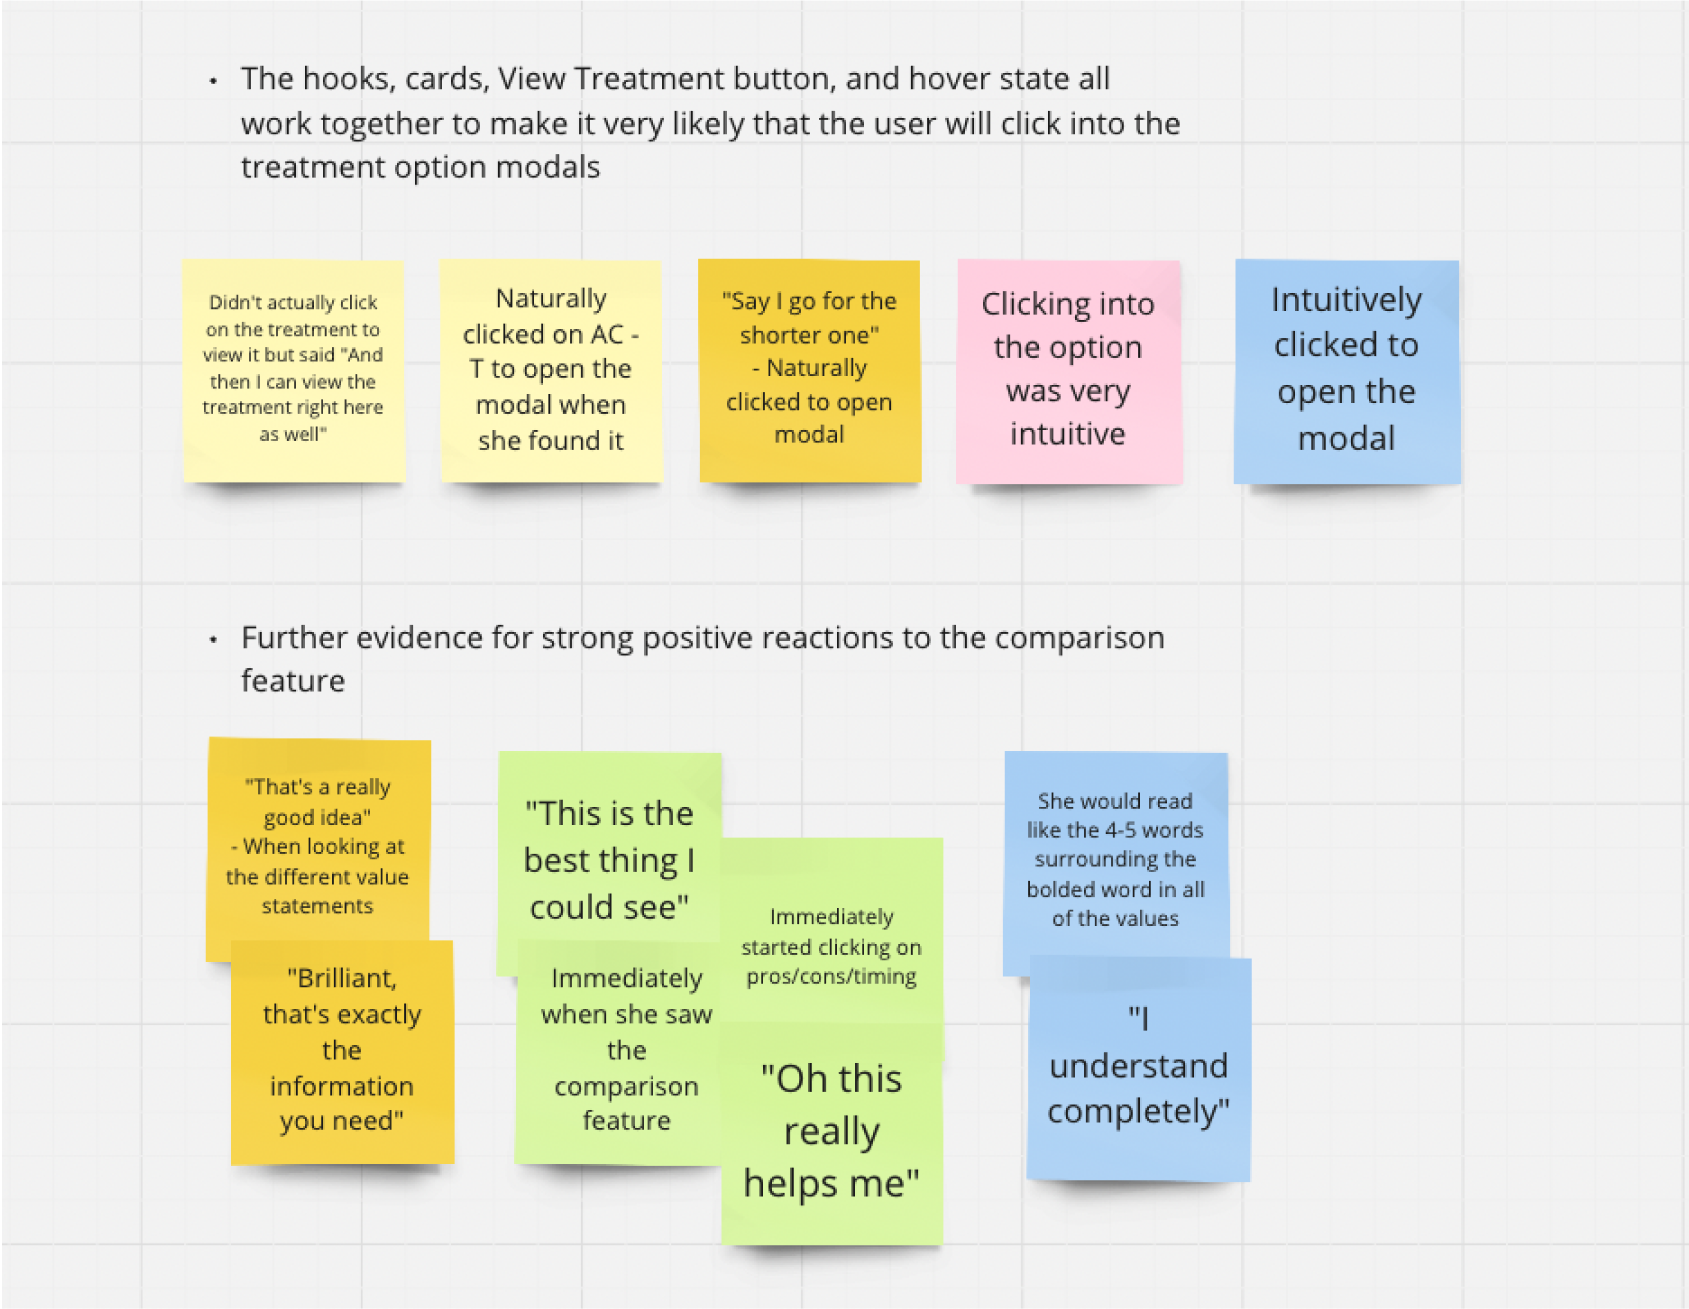 • The hooks, cards, View Treatment button, and hover state all
work together to make it very likely that the user will click into the
treatment option modals
Didn't actually click
on the treatment to
view it but said "And
then I can view the
treatment right here
as well"
Naturally
clicked on AC -
T to open the
modal when
she found it
"Say I go for the
shorter one"
- Naturally
clicked to open
modal
Clicking into
the option
was very
intuitive
Intuitively
clicked to
open the
modal
• Further evidence for strong positive reactions to the comparison
feature
"That's a really
good idea"
- When looking at
the different value
statements
"Brilliant,
that's exactly
the
information
you need"
"This is the
best thing I
could see"
Immediately
when she saw
the
comparison
feature
Immediately
started clicking on
pros/cons/timing
"Oh this
really
helps me"
She would read
like the 4-5 words
surrounding the
bolded word in all
of the values
"I
understand
completely"